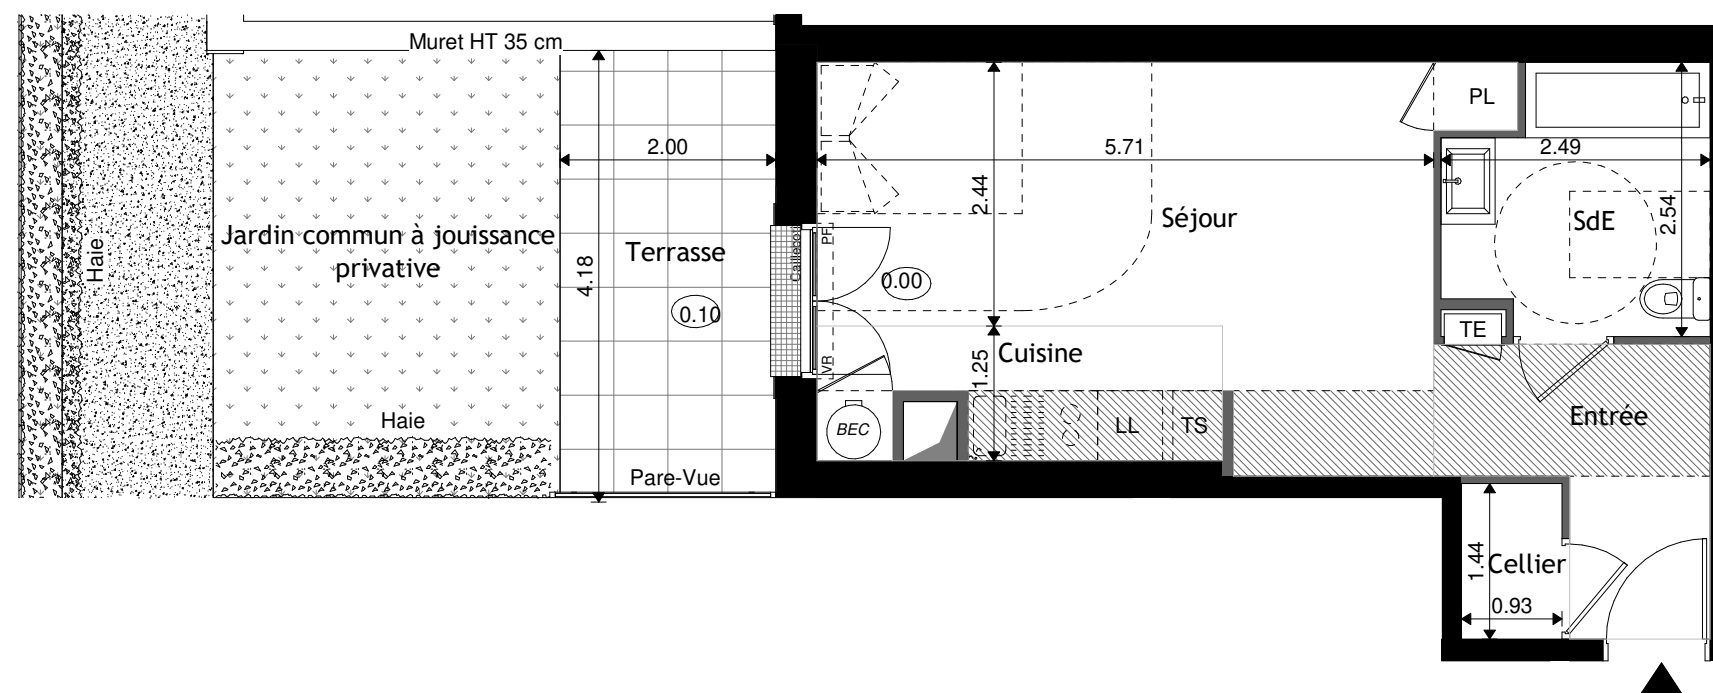 Muret HT 35 cm
PL
2.00
5.71
2.49
2.44
Séjour
SdE
2.54
Jardin commun à jouissance
privative
Haie
Terrasse
4.18
PF
0.00
0.10
TE
VR
1.25
Cuisine
Haie
BEC
LL
TS
Entrée
Pare-Vue
1.44
Cellier
0.93